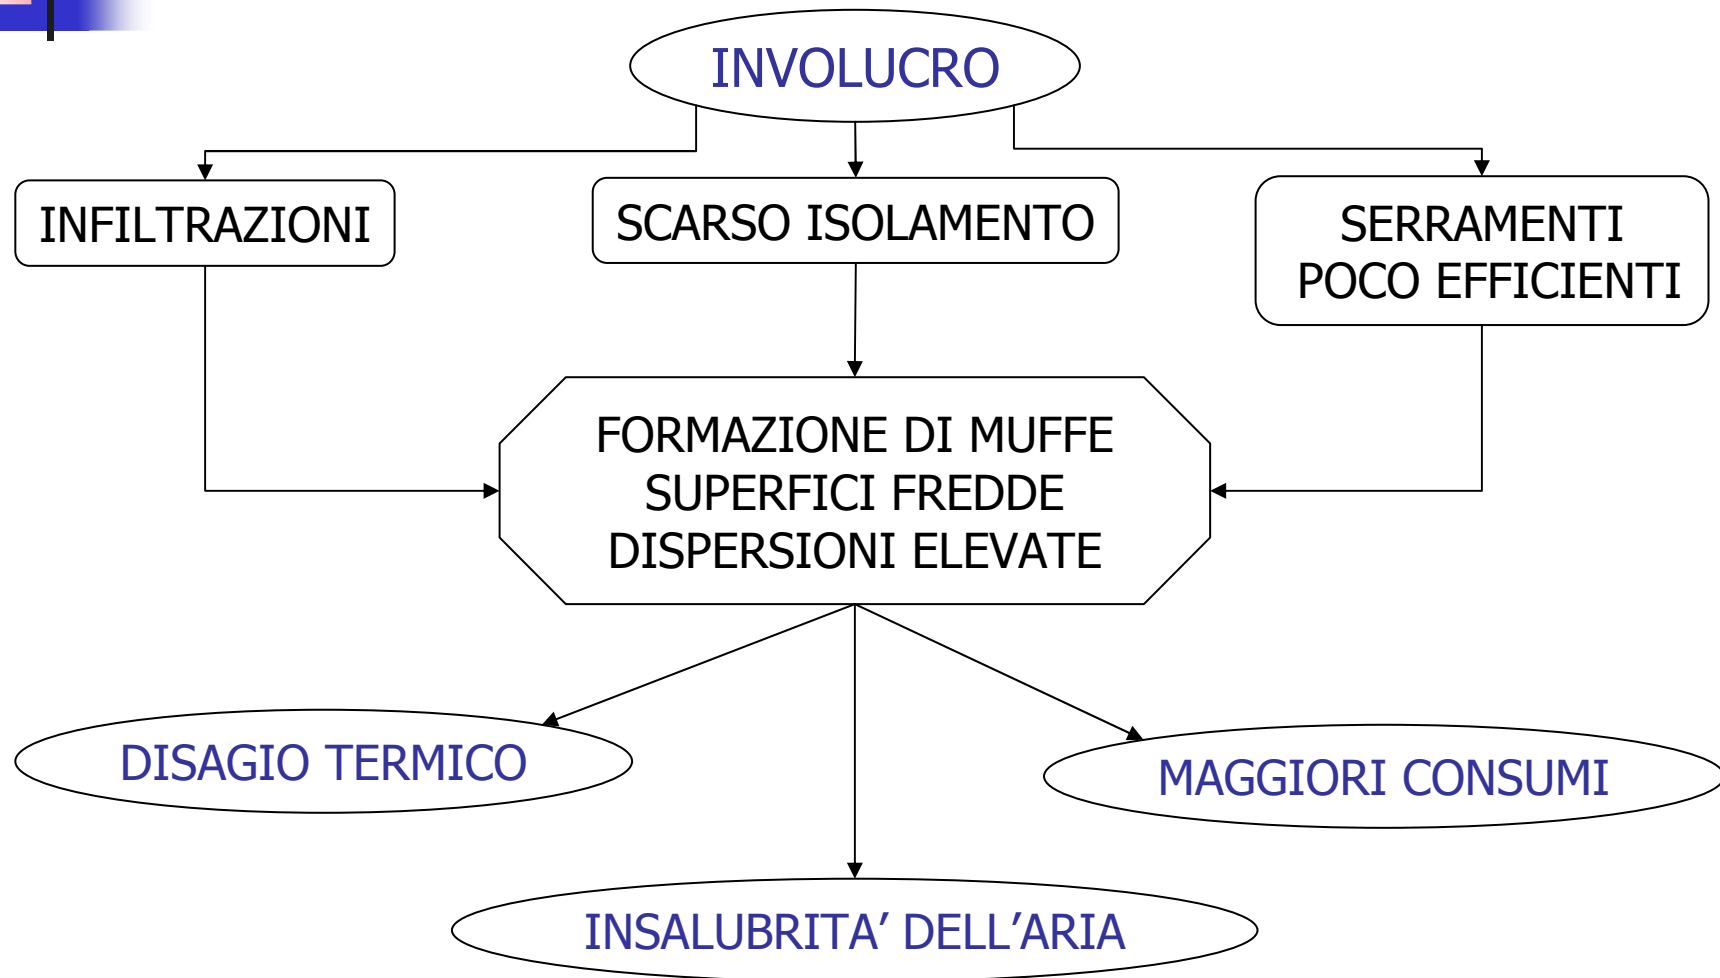 INVOLUCRO
INFILTRAZIONI
SCARSO ISOLAMENTO
SERRAMENTI
POCO EFFICIENTI
FORMAZIONE DI MUFFE
SUPERFICI FREDDE
DISPERSIONI ELEVATE
DISAGIO TERMICO
MAGGIORI CONSUMI
INSALUBRITA’ DELL’ARIA